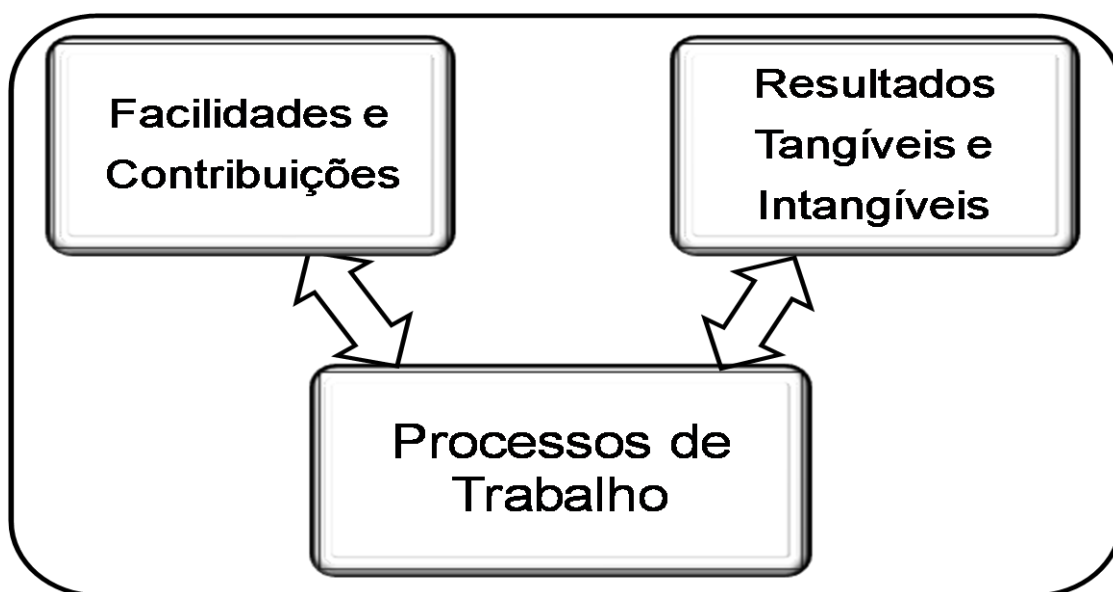 Facilidades e
Contribuições
Resultados
Tangíveis e
Intangíveis
Processos de
Trabalho